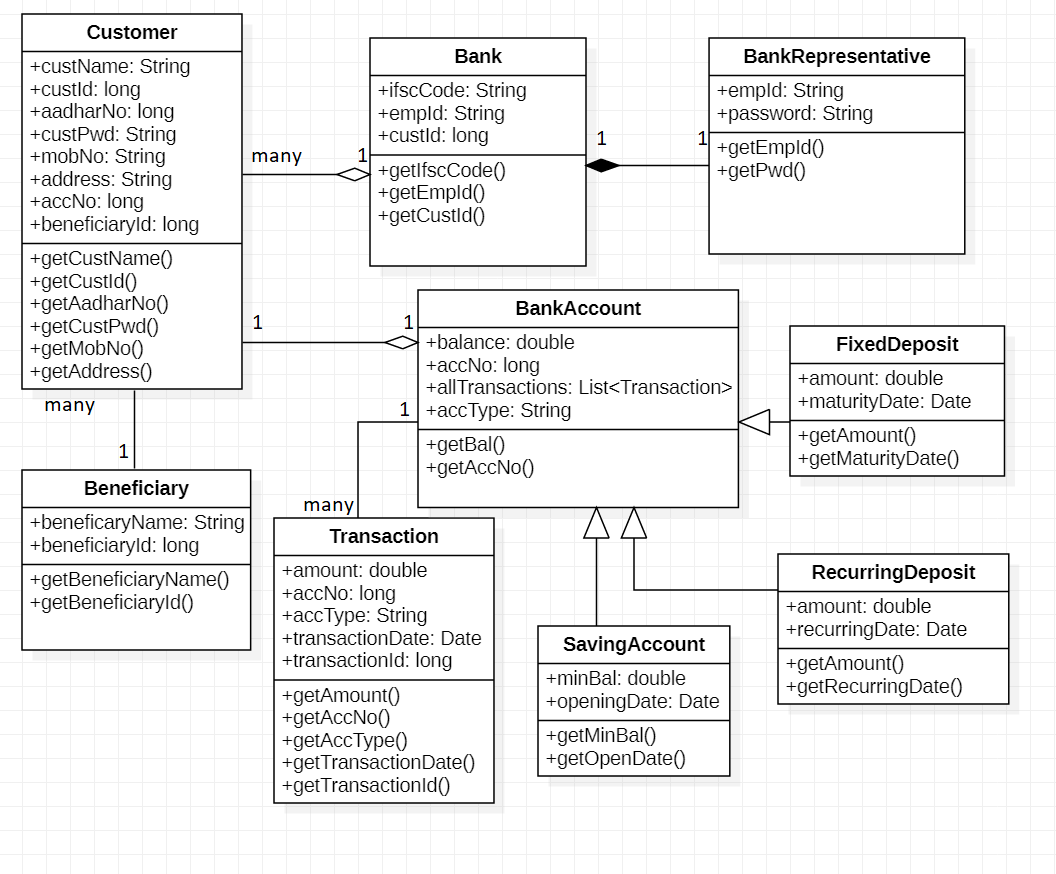 Customer
+custName: String
+custId: long
+aadharNo: long
+custPwd: String
+mobNo: String
+address: String
+accNo: long
+beneficiaryId: long
+getCustName()
+getCustId()
+getAadharNo()
+getCustPwd()
+getMobNo()
+getAddress()
many
1
Bank
+ifscCode: String
+empId: String
+custId: long
+getIfscCode()
+getEmpId()
+getCustId()
1
1
BankRepresentative
+empId: String
+password: String
+getEmpId()
+getPwd()
1
1
BankAccount
+balance: double
+accNo: long
+allTransactions: List<Transaction>
+accType: String
+getBal()
+getAccNo()
FixedDeposit
+amount: double
+maturityDate: Date
+getAmount()
+getMaturityDate()
many
1
Beneficiary
+beneficaryName: String
+beneficiaryId: long
+getBeneficiaryName()
+getBeneficiaryId()
1
many
Transaction
+amount: double
+accNo: long
+accType: String
+transactionDate: Date
+transactionId: long
+getAmount()
+getAccNo()
+getAccType()
+getTransactionDate()
+getTransactionId()
SavingAccount
+minBal: double
+openingDate: Date
+getMinBal()
+getOpenDate()
RecurringDeposit
+amount: double
+recurringDate: Date
+getAmount()
+getRecurringDate()